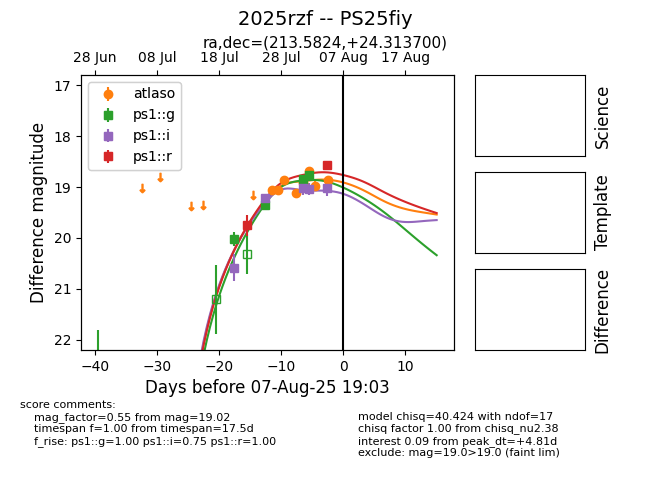 2025rzf -- PS25fiy
ra,dec=(213.5824,+24.313700)
28 Jun 08 Jul 18 Jul 28 Jul 07 Aug 17 Aug
17
18
19
20
21
22
Difference magnitude
atlaso
ps1::g
ps1::i
ps1::r
−40 −30 −20 −10 0 10
Days before 07-Aug-25 19:03
Science
Template
Difference
score comments:
mag_factor=0.55 from mag=19.02
timespan f=1.00 from timespan=17.5d
f_rise: ps1::g=1.00 ps1::i=0.75 ps1::r=1.00
model chisq=40.424 with ndof=17
chisq factor 1.00 from chisq_nu2.38
interest 0.09 from peak_dt=+4.81d
exclude: mag=19.0>19.0 (faint lim)